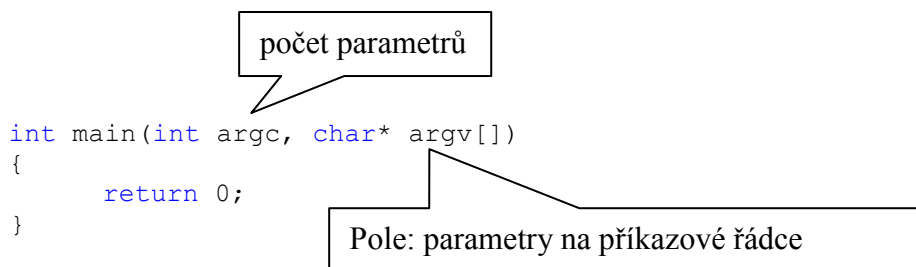 počet parametrů
int main(int argc, char* argv[])
{
return 0;
}
Pole: parametry na příkazové řádce